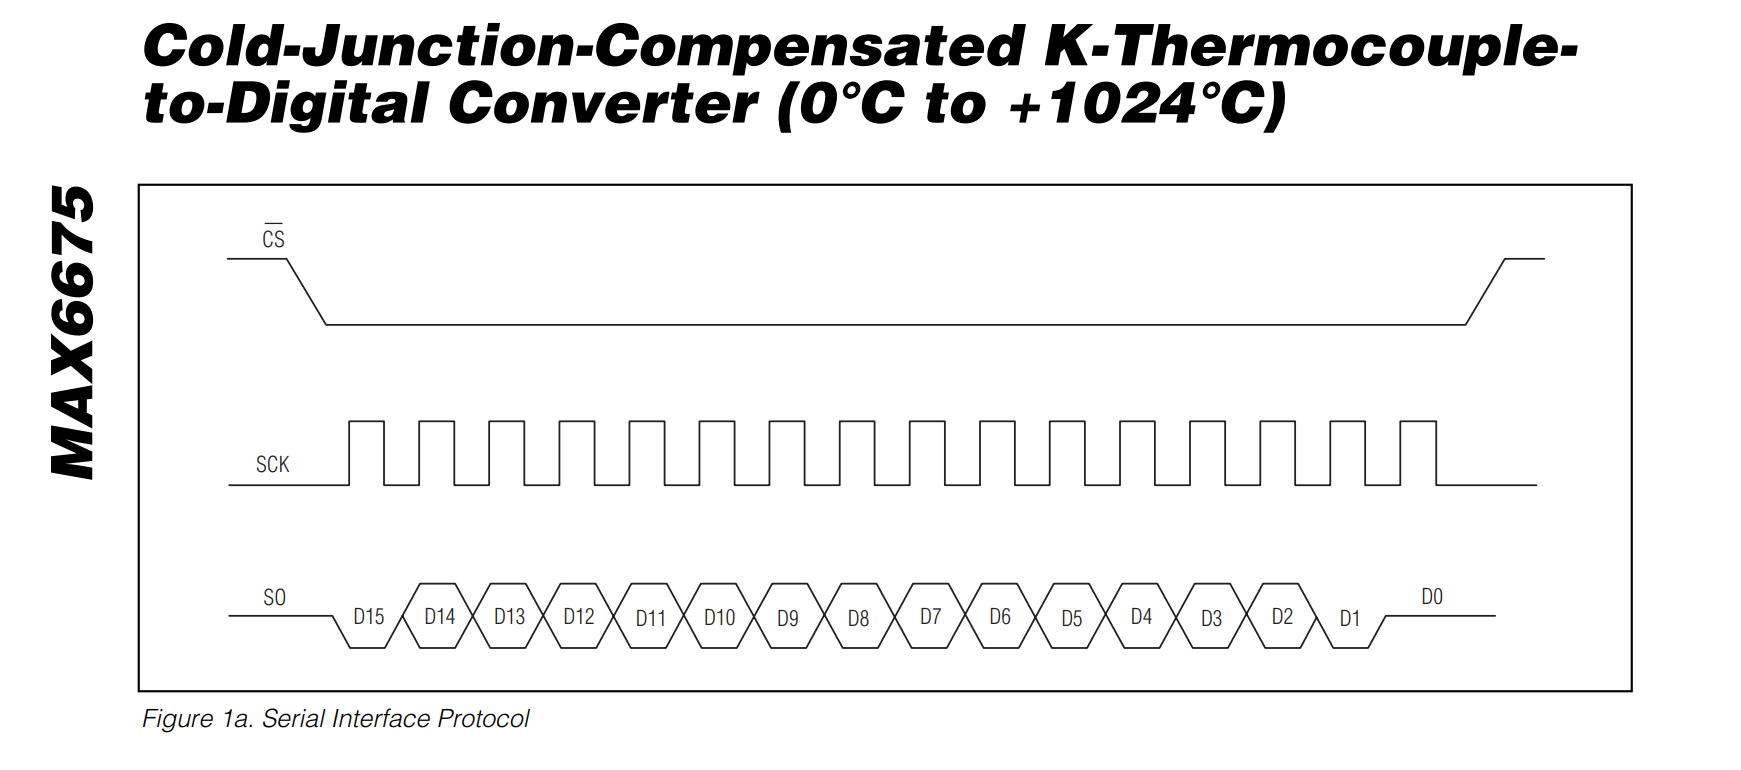 Cold-Junction-Compensated K-Thermocouple-
to-Digital Converter (0°C to +1024°C)
MAX6675
C̅S̅
SCK
SO
D15 D14 D13 D12 D11 D10 D9 D8 D7 D6 D5 D4 D3 D2 D1 D0
Figure 1a. Serial Interface Protocol